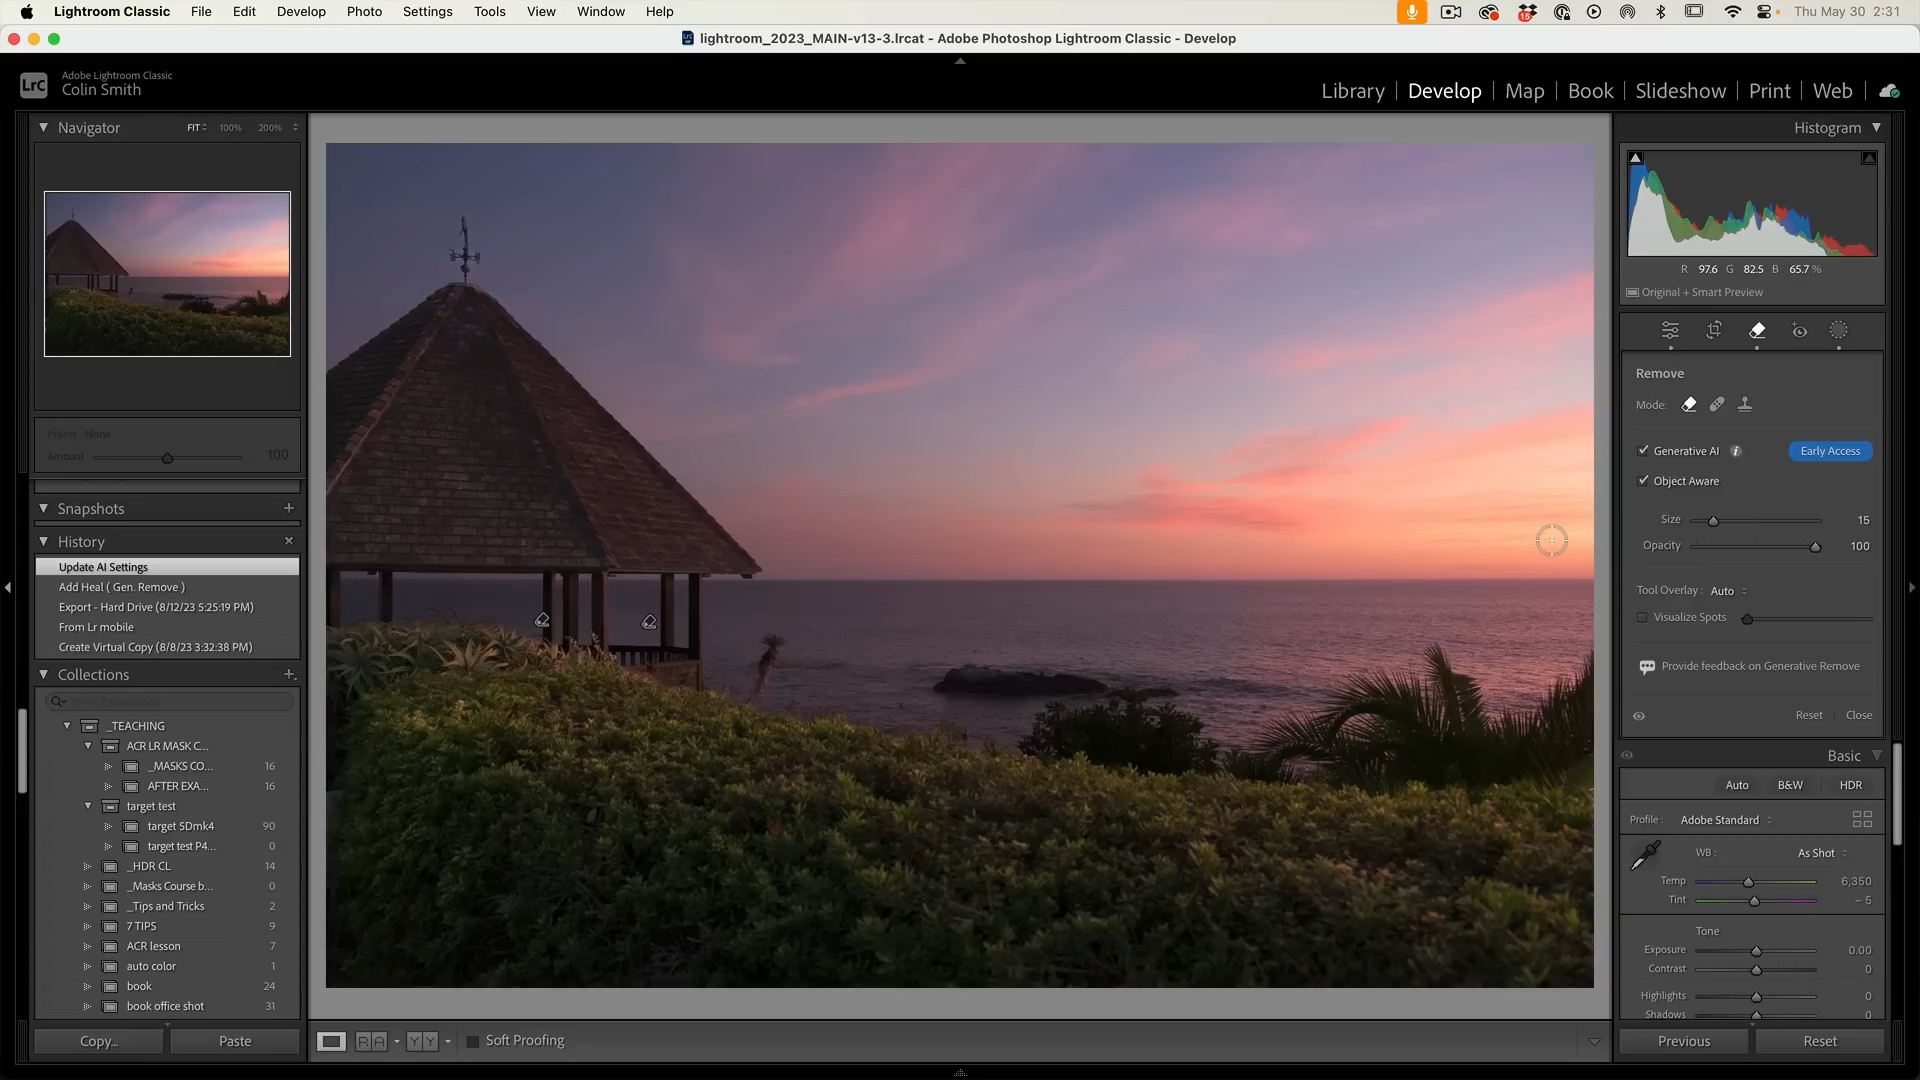 Lightroom Classic File Edit Develop Photo Settings Tools View Window Help
15
Thu May 30 2:31
Lrc lightroom_2023_MAIN-v13-3.lrcat - Adobe Photoshop Lightroom Classic - Develop
LrC
Adobe Lightroom Classic
Colin Smith
Library | Develop | Map | Book | Slideshow | Print | Web
Navigator FIT 100% 200%
Preset None
Amount 100
Snapshots +
History ×
Update AI Settings
Add Heal ( Gen. Remove )
Export - Hard Drive (8/12/23 5:25:19 PM)
From Lr mobile
Create Virtual Copy (8/8/23 3:32:38 PM)
Collections +
_TEACHING
ACR LR MASK C...
_MASKS CO... 16
AFTER EXA... 16
target test
target 5Dmk4 90
target test P4... 0
_HDR CL 14
_Masks Course b... 0
_Tips and Tricks 2
7 TIPS 9
ACR lesson 7
auto color 1
book 24
book office shot 31
Copy... Paste
R A Y Y Soft Proofing
Histogram
R 97.6 G 82.5 B 65.7 %
Original + Smart Preview
Remove
Mode:
Generative AI i Early Access
Object Aware
Size 15
Opacity 100
Tool Overlay : Auto
Visualize Spots
Provide feedback on Generative Remove
Reset Close
Basic
Auto B&W HDR
Profile : Adobe Standard
WB : As Shot
Temp 6,350
Tint – 5
Tone
Exposure 0.00
Contrast 0
Highlights 0
Shadows 0
Previous Reset